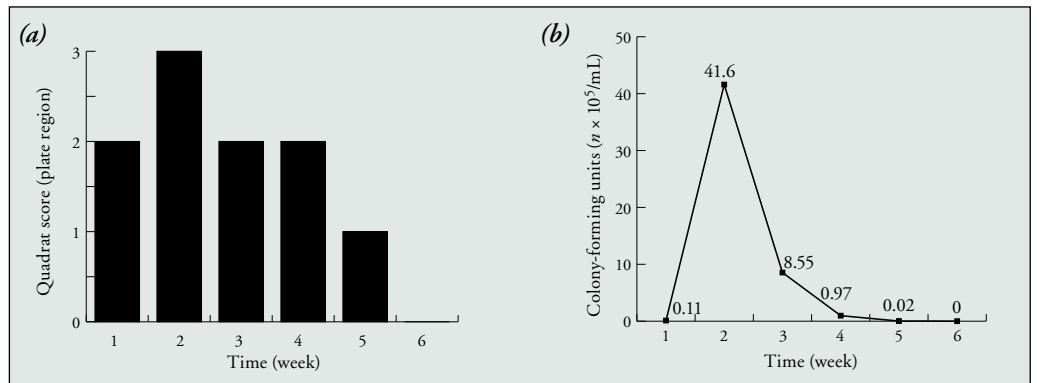 (a)
Quadrat score (plate region)
3
2
1
0
1 2 3 4 5 6
Time (week)
(b)
Colony-forming units (n × 10⁵/mL)
50
40
30
20
10
0
41.6
8.55
0.11 0.97 0.02 0
1 2 3 4 5 6
Time (week)